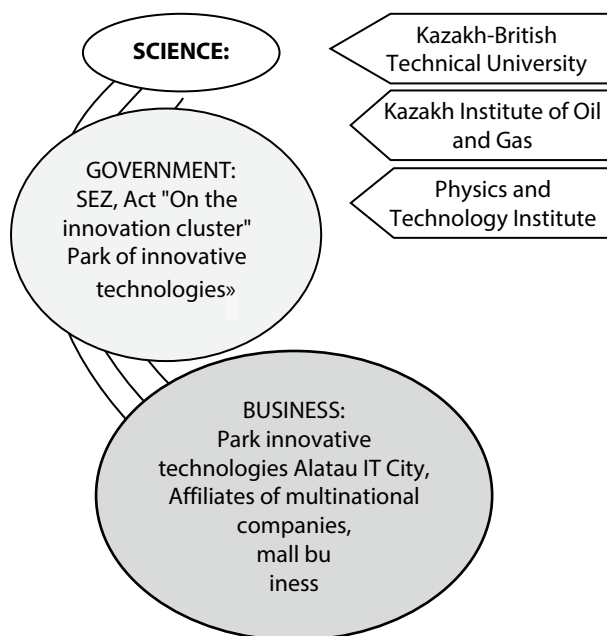 SCIENCE:
Kazakh-British
Technical University
Kazakh Institute of Oil
and Gas
Physics and
Technology Institute
GOVERNMENT:
SEZ, Act "On the
innovation cluster"
Park of innovative
technologies»
BUSINESS:
Park innovative
technologies Alatau IT City,
Affiliates of multinational
companies,
mall bu
iness